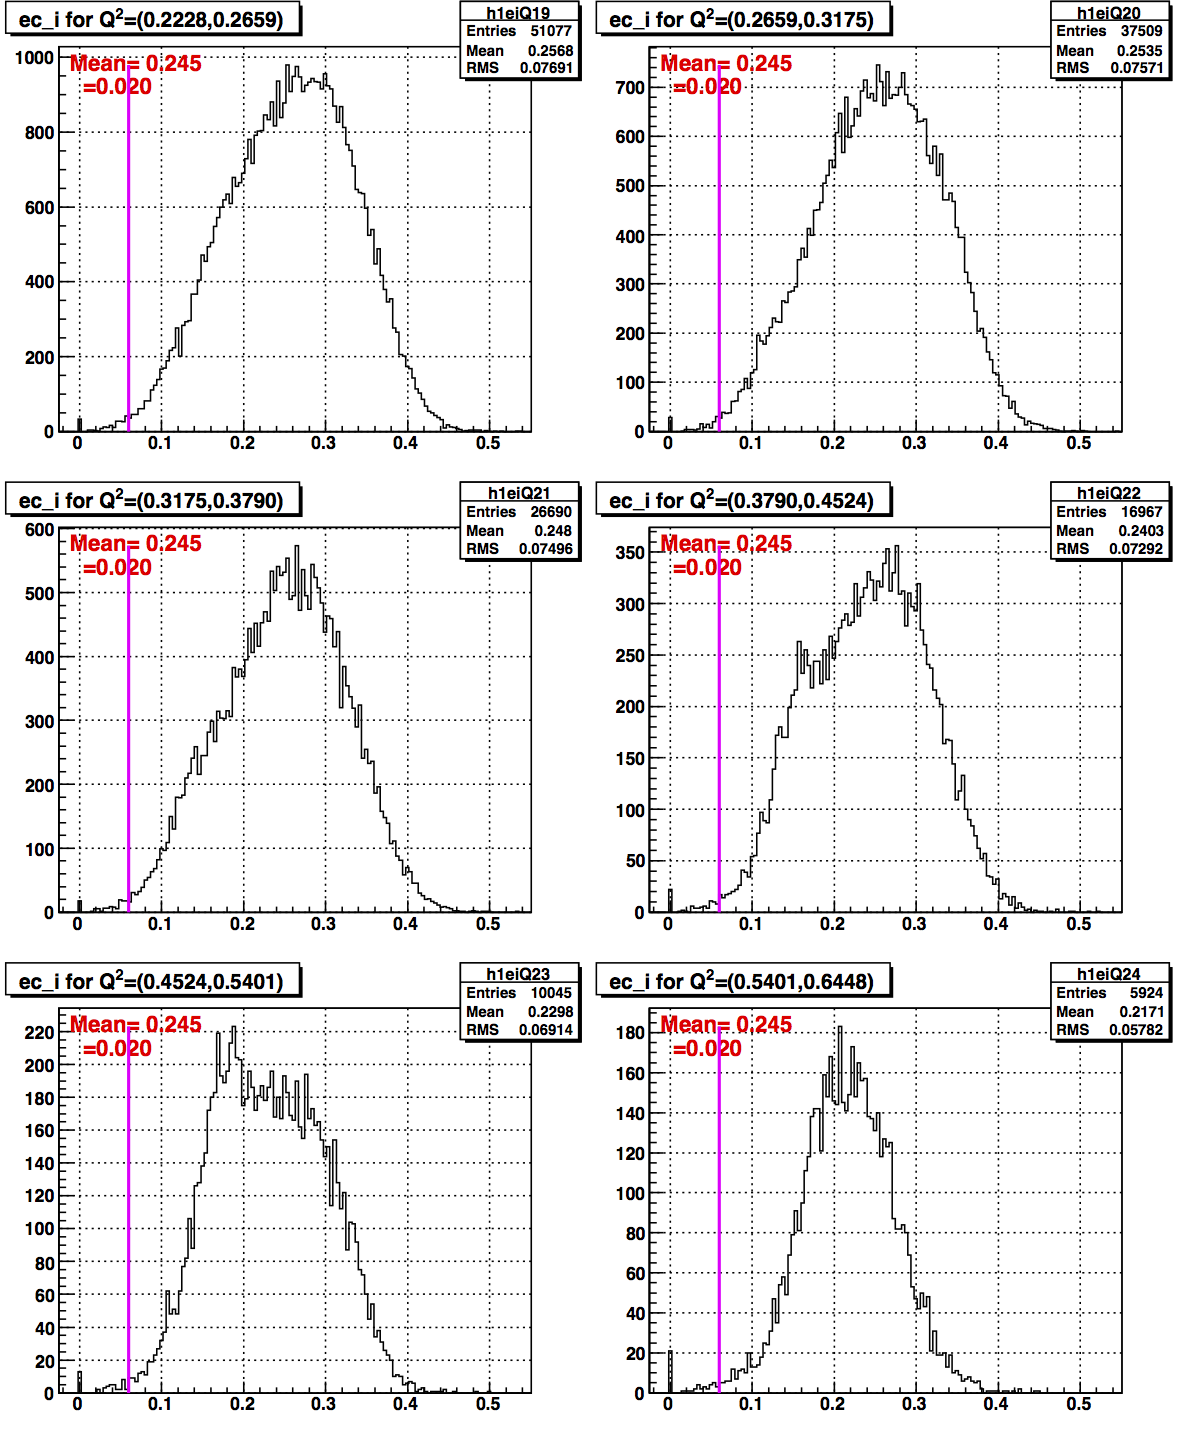 ec_i for Q²=(0.2228,0.2659)
h1eiQ19
Entries 51077
Mean 0.2568
RMS 0.07691
Mean= 0.245
=0.020
1000
800
600
400
200
0
0 0.1 0.2 0.3 0.4 0.5
ec_i for Q²=(0.2659,0.3175)
h1eiQ20
Entries 37509
Mean 0.2535
RMS 0.07571
Mean= 0.245
=0.020
700
600
500
400
300
200
100
0
0 0.1 0.2 0.3 0.4 0.5
ec_i for Q²=(0.3175,0.3790)
h1eiQ21
Entries 26690
Mean 0.248
RMS 0.07496
Mean= 0.245
=0.020
600
500
400
300
200
100
0
0 0.1 0.2 0.3 0.4 0.5
ec_i for Q²=(0.3790,0.4524)
h1eiQ22
Entries 16967
Mean 0.2403
RMS 0.07292
Mean= 0.245
=0.020
350
300
250
200
150
100
50
0
0 0.1 0.2 0.3 0.4 0.5
ec_i for Q²=(0.4524,0.5401)
h1eiQ23
Entries 10045
Mean 0.2298
RMS 0.06914
Mean= 0.245
=0.020
220
200
180
160
140
120
100
80
60
40
20
0
0 0.1 0.2 0.3 0.4 0.5
ec_i for Q²=(0.5401,0.6448)
h1eiQ24
Entries 5924
Mean 0.2171
RMS 0.05782
Mean= 0.245
=0.020
180
160
140
120
100
80
60
40
20
0
0 0.1 0.2 0.3 0.4 0.5